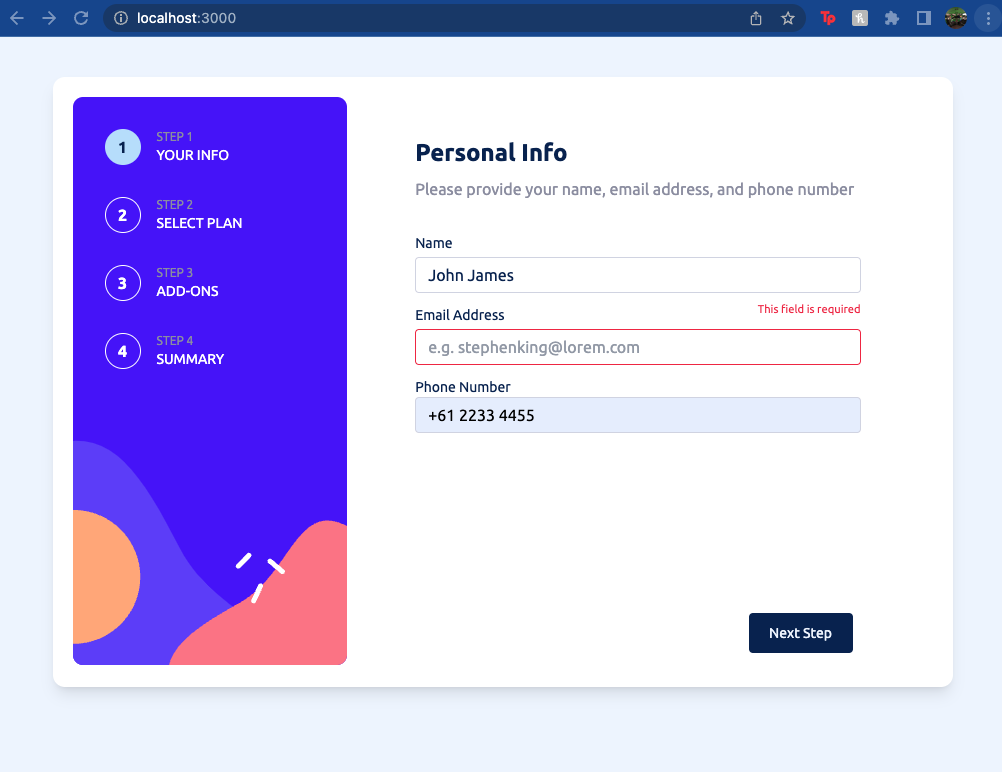 localhost:3000
Tp
1
STEP 1
YOUR INFO
2
STEP 2
SELECT PLAN
3
STEP 3
ADD-ONS
4
STEP 4
SUMMARY
Personal Info
Please provide your name, email address, and phone number
Name
John James
Email Address
This field is required
e.g. stephenking@lorem.com
Phone Number
+61 2233 4455
Next Step